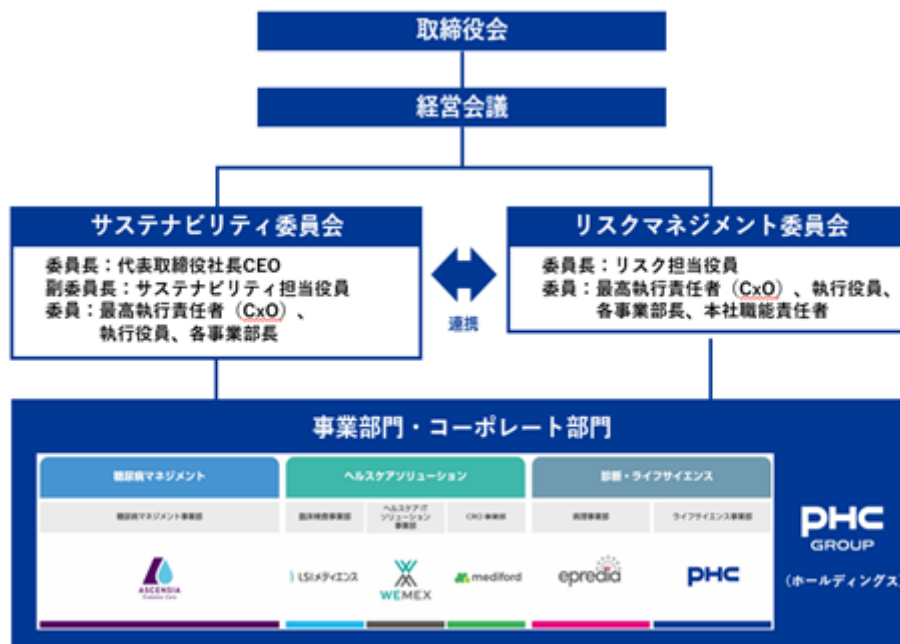 取締役会
経営会議
サステナビリティ委員会
委員長：代表取締役社長CEO
副委員長：サステナビリティ担当役員
委員：最高執行責任者（CxO）、
執行役員、各事業部長
連携
リスクマネジメント委員会
委員長：リスク担当役員
委員：最高執行責任者（CxO）、執行役員、
各事業部長、本社職能責任者
事業部門・コーポレート部門
糖尿病マネジメント
ヘルスケアソリューション
診断・ライフサイエンス
糖尿病マネジメント事業部
臨床検査事業部
ヘルスケアIT
ソリューション
事業部
CRO事業部
病理事業部
ライフサイエンス事業部
ASCENSIA
Diabetes Care
LSIメディエンス
WEMEX
mediford
epredia
PHC
PHC
GROUP
（ホールディングス）